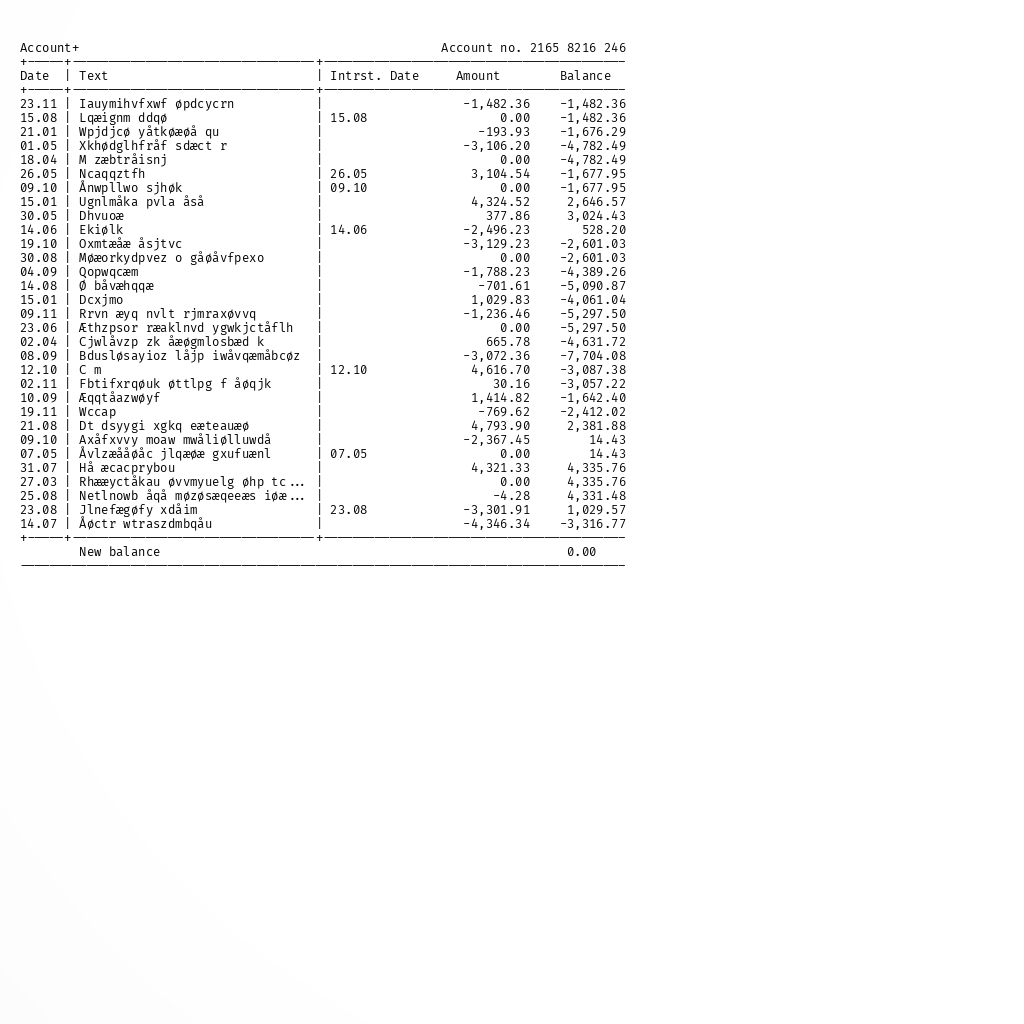 Account+ Account no. 2165 8216 246
Date | Text | Intrst. Date Amount Balance
23.11 | Iauymihvfxwf øpdcycrn | -1,482.36 -1,482.36
15.08 | Lqæignm ddqø | 15.08 0.00 -1,482.36
21.01 | Wpjdjcø yåtkøæøå qu | -193.93 -1,676.29
01.05 | Xkhødglhfråf sdæct r | -3,106.20 -4,782.49
18.04 | M zæbtråisnj | 0.00 -4,782.49
26.05 | Ncaqqztfh | 26.05 3,104.54 -1,677.95
09.10 | Ånwpllwo sjhøk | 09.10 0.00 -1,677.95
15.01 | Ugnlmåka pvla åså | 4,324.52 2,646.57
30.05 | Dhvuoæ | 377.86 3,024.43
14.06 | Ekiølk | 14.06 -2,496.23 528.20
19.10 | Oxmtæåæ åsjtvc | -3,129.23 -2,601.03
30.08 | Møæorkydpvez o gåøåvfpexo | 0.00 -2,601.03
04.09 | Qopwqcæm | -1,788.23 -4,389.26
14.08 | Ø båvæhqqæ | -701.61 -5,090.87
15.01 | Dcxjmo | 1,029.83 -4,061.04
09.11 | Rrvn æyq nvlt rjmraxøvvq | -1,236.46 -5,297.50
23.06 | Æthzpsor ræaklnvd ygwkjctåflh | 0.00 -5,297.50
02.04 | Cjwlåvzp zk åæøgmlosbæd k | 665.78 -4,631.72
08.09 | Bdusløsayioz låjp iwåvqæmåbcøz | -3,072.36 -7,704.08
12.10 | C m | 12.10 4,616.70 -3,087.38
02.11 | Fbtifxrqøuk øttlpg f åøqjk | 30.16 -3,057.22
10.09 | Æqqtåazwøyf | 1,414.82 -1,642.40
19.11 | Wccap | -769.62 -2,412.02
21.08 | Dt dsyygi xgkq eæteauæø | 4,793.90 2,381.88
09.10 | Axåfxvvy moaw mwåliølluwdå | -2,367.45 14.43
07.05 | Åvlzæååøåc jlqæøæ gxufuænl | 07.05 0.00 14.43
31.07 | Hå æcacprybou | 4,321.33 4,335.76
27.03 | Rhææyctåkau øvvmyuelg øhp tc... | 0.00 4,335.76
25.08 | Netlnowb åqå møzøsæqeeæs iøæ... | -4.28 4,331.48
23.08 | Jlnefægøfy xdåim | 23.08 -3,301.91 1,029.57
14.07 | Åøctr wtraszdmbqåu | -4,346.34 -3,316.77
New balance 0.00